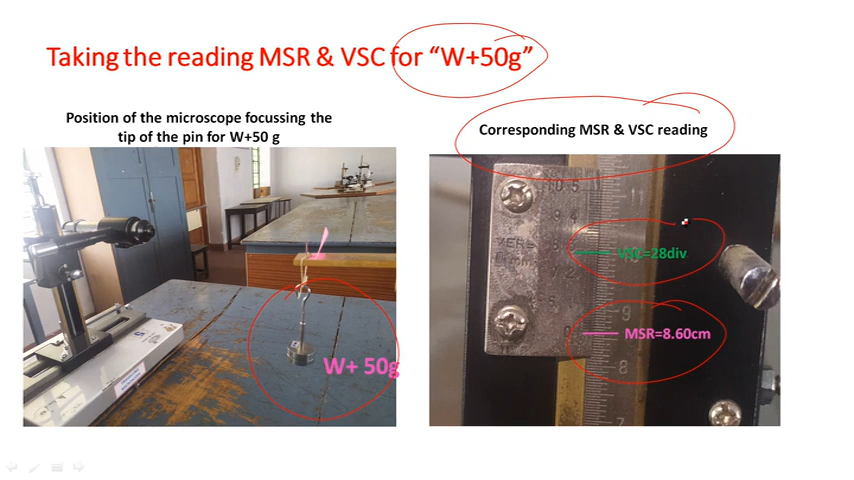 Taking the reading MSR & VSC for “W+50g”
Position of the microscope focussing the
tip of the pin for W+50 g
Corresponding MSR & VSC reading
W+ 50g
VSC=28div
MSR=8.60cm
9
8